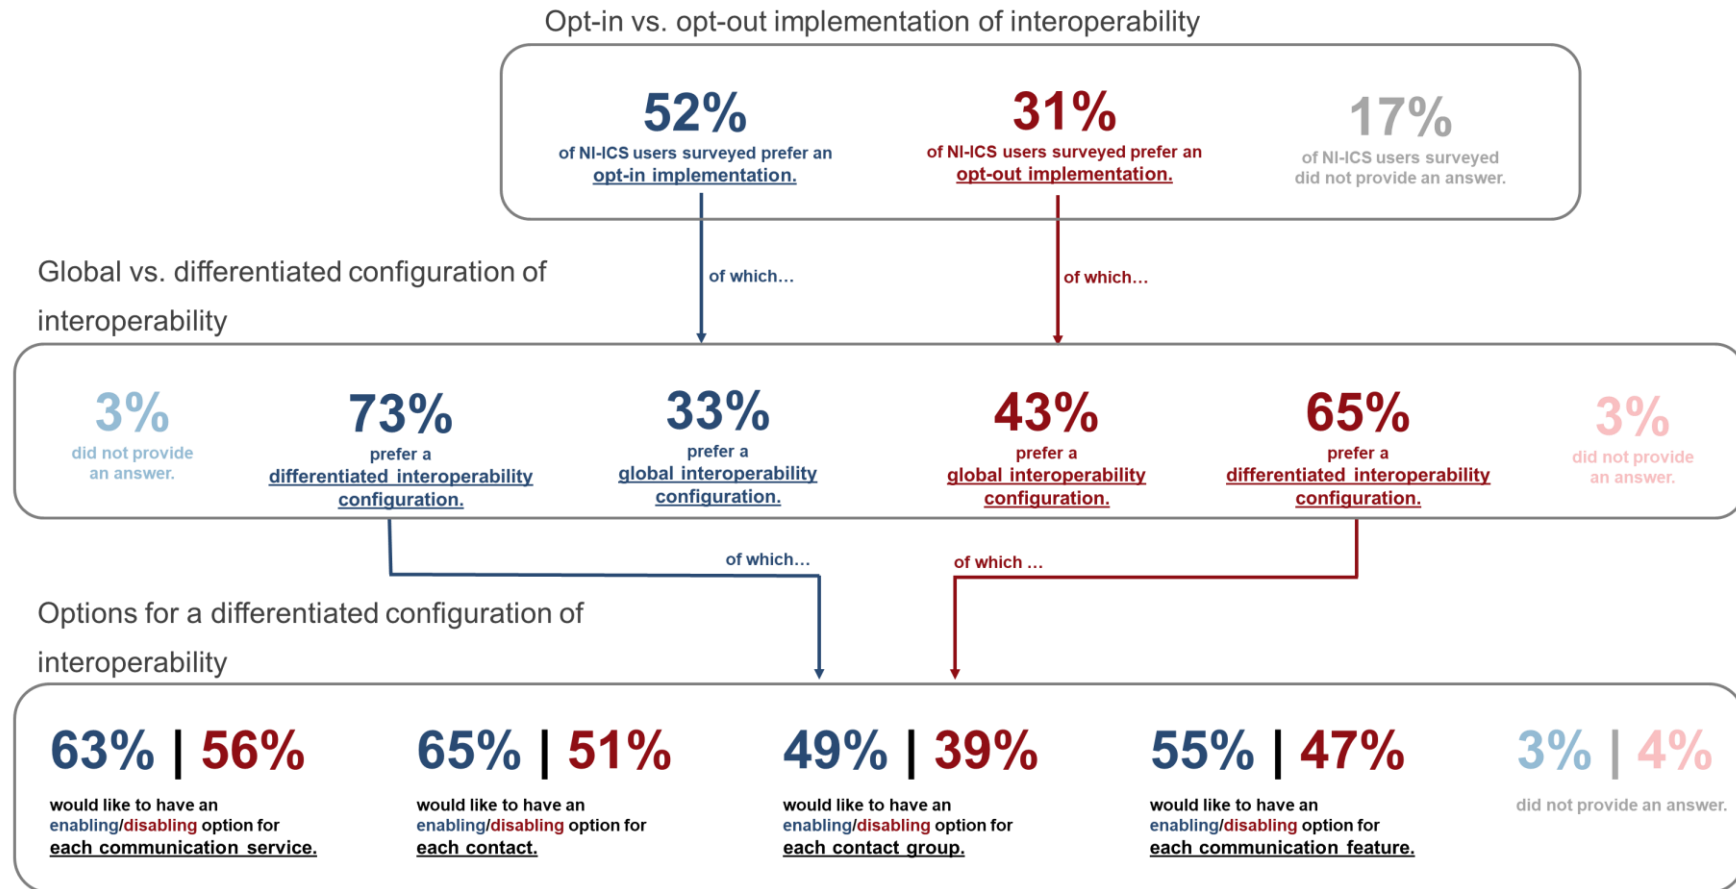 Opt-in vs. opt-out implementation of interoperability
52%
of NI-ICS users surveyed prefer an
opt-in implementation.
31%
of NI-ICS users surveyed prefer an
opt-out implementation.
17%
of NI-ICS users surveyed
did not provide an answer.
of which…
of which…
Global vs. differentiated configuration of
interoperability
3%
did not provide
an answer.
73%
prefer a
differentiated interoperability
configuration.
33%
prefer a
global interoperability
configuration.
43%
prefer a
global interoperability
configuration.
65%
prefer a
differentiated interoperability
configuration.
3%
did not provide
an answer.
of which…
of which …
Options for a differentiated configuration of
interoperability
63% | 56%
would like to have an
enabling/disabling option for
each communication service.
65% | 51%
would like to have an
enabling/disabling option for
each contact.
49% | 39%
would like to have an
enabling/disabling option for
each contact group.
55% | 47%
would like to have an
enabling/disabling option for
each communication feature.
3% | 4%
did not provide an answer.